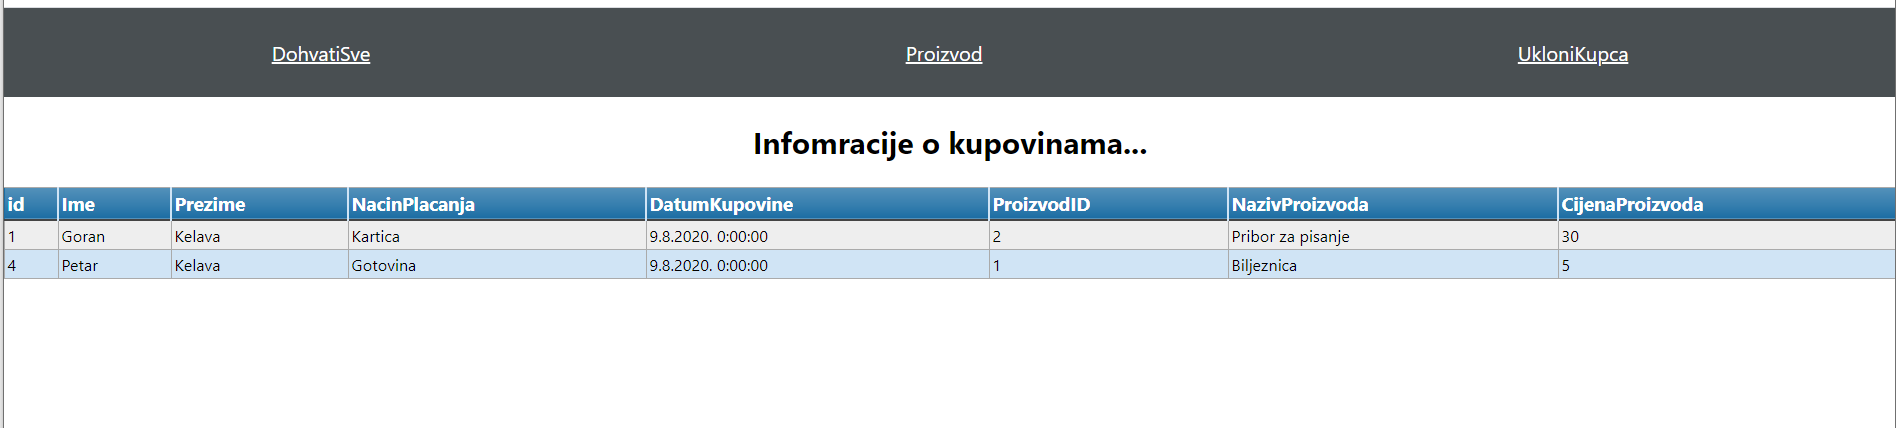 DohvatiSve Proizvod UkloniKupca
Infomracije o kupovinama...
id Ime Prezime NacinPlacanja DatumKupovine ProizvodID NazivProizvoda CijenaProizvoda
1 Goran Kelava Kartica 9.8.2020. 0:00:00 2 Pribor za pisanje 30
4 Petar Kelava Gotovina 9.8.2020. 0:00:00 1 Biljeznica 5